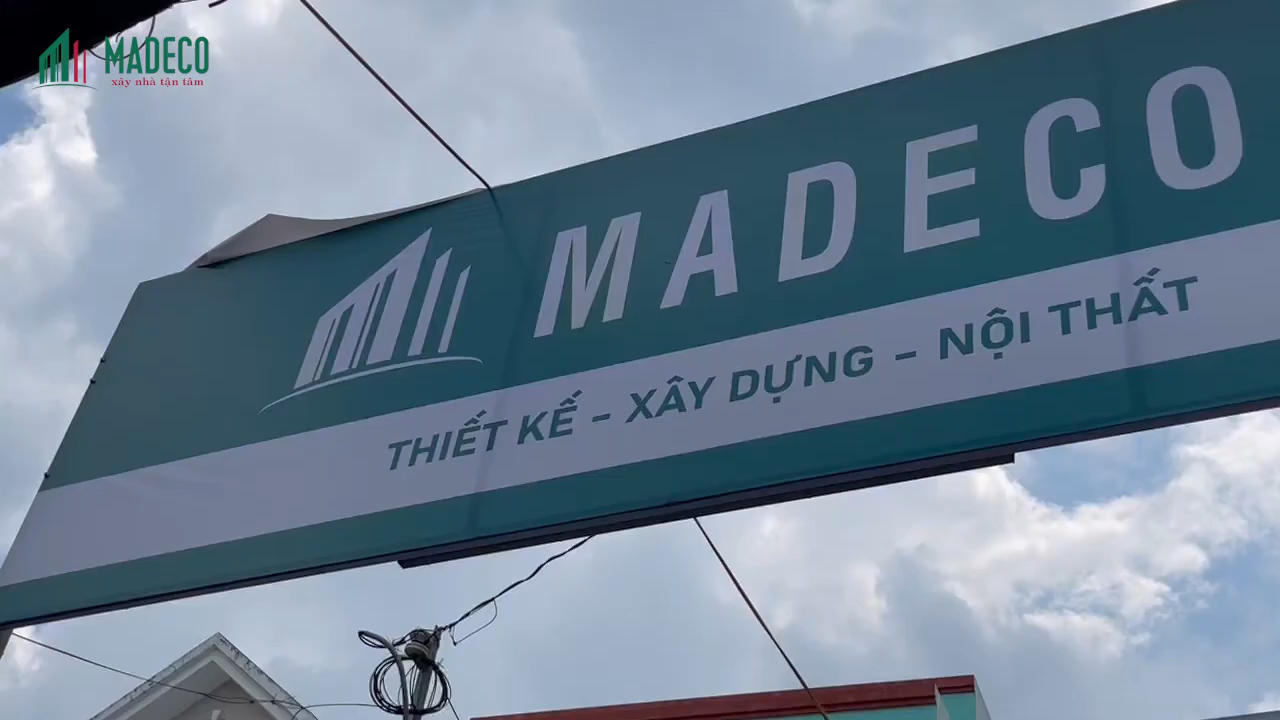 MADECO
xây nhà tận tâm
MADECO
THIẾT KẾ – XÂY DỰNG – NỘI THẤT